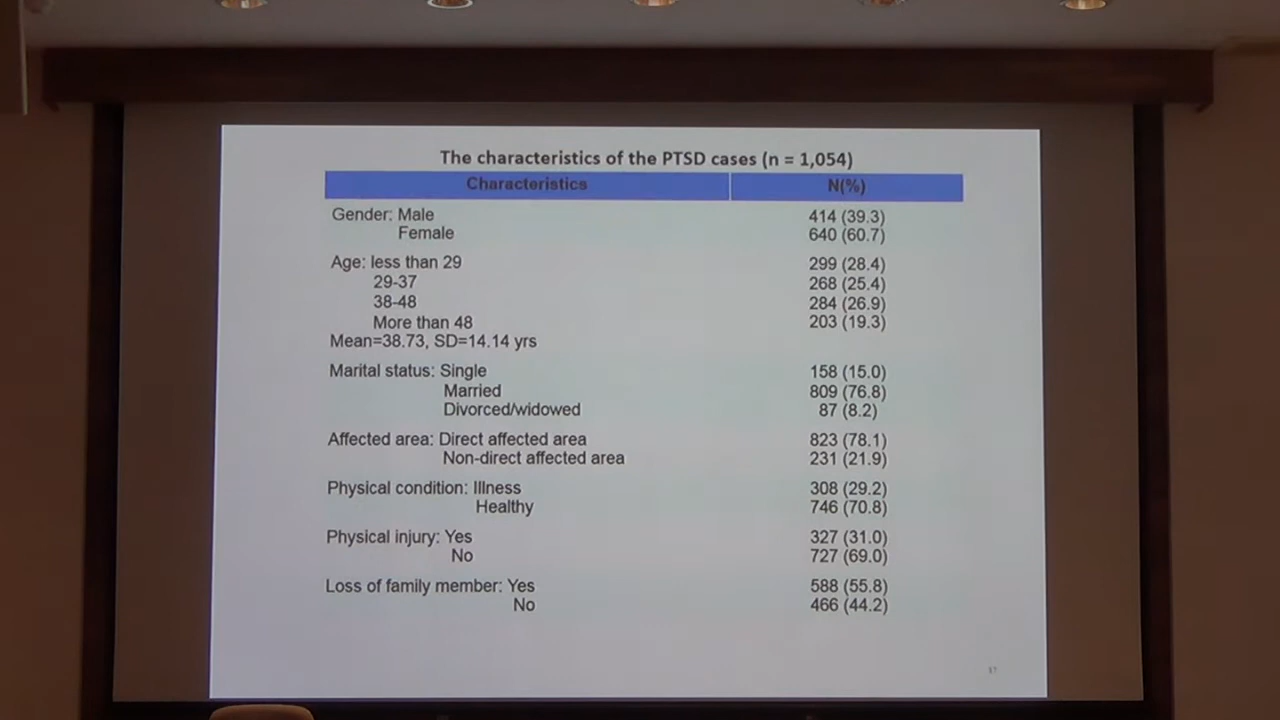 The characteristics of the PTSD cases (n = 1,054)
Characteristics N(%)
Gender: Male 414 (39.3)
Female 640 (60.7)
Age: less than 29 299 (28.4)
29-37 268 (25.4)
38-48 284 (26.9)
More than 48 203 (19.3)
Mean=38.73, SD=14.14 yrs
Marital status: Single 158 (15.0)
Married 809 (76.8)
Divorced/widowed 87 (8.2)
Affected area: Direct affected area 823 (78.1)
Non-direct affected area 231 (21.9)
Physical condition: Illness 308 (29.2)
Healthy 746 (70.8)
Physical injury: Yes 327 (31.0)
No 727 (69.0)
Loss of family member: Yes 588 (55.8)
No 466 (44.2)